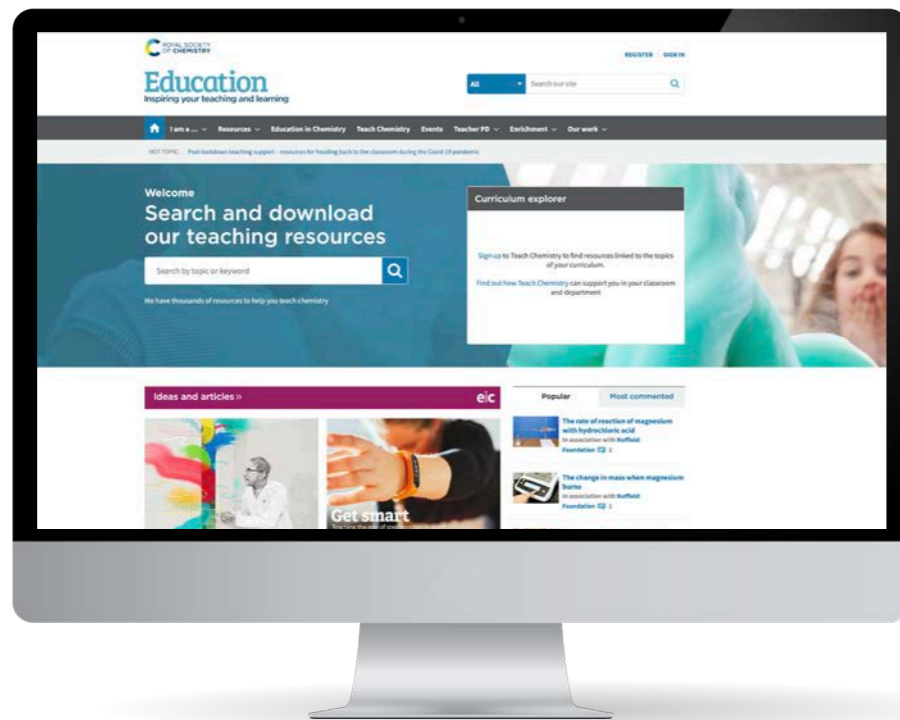 ROYAL SOCIETY
OF CHEMISTRY
REGISTER SIGN IN
Education
Inspiring your teaching and learning
All
Search our site
I am a ... Resources Education in Chemistry Teach Chemistry Events Teacher PD Enrichment Our work
HOT TOPIC: Post-lockdown teaching support – resources for heading back to the classroom during the Covid-19 pandemic
Welcome
Search and download
our teaching resources
Search by topic or keyword
We have thousands of resources to help you teach chemistry
Curriculum explorer
Sign up to Teach Chemistry to find resources linked to the topics
of your curriculum.
Find out how Teach Chemistry can support you in your classroom
and department
Ideas and articles »
eic
Get smart
Popular Most commented
The rate of reaction of magnesium
with hydrochloric acid
In association with Nuffield
Foundation 2
The change in mass when magnesium
burns
In association with Nuffield
Foundation 1